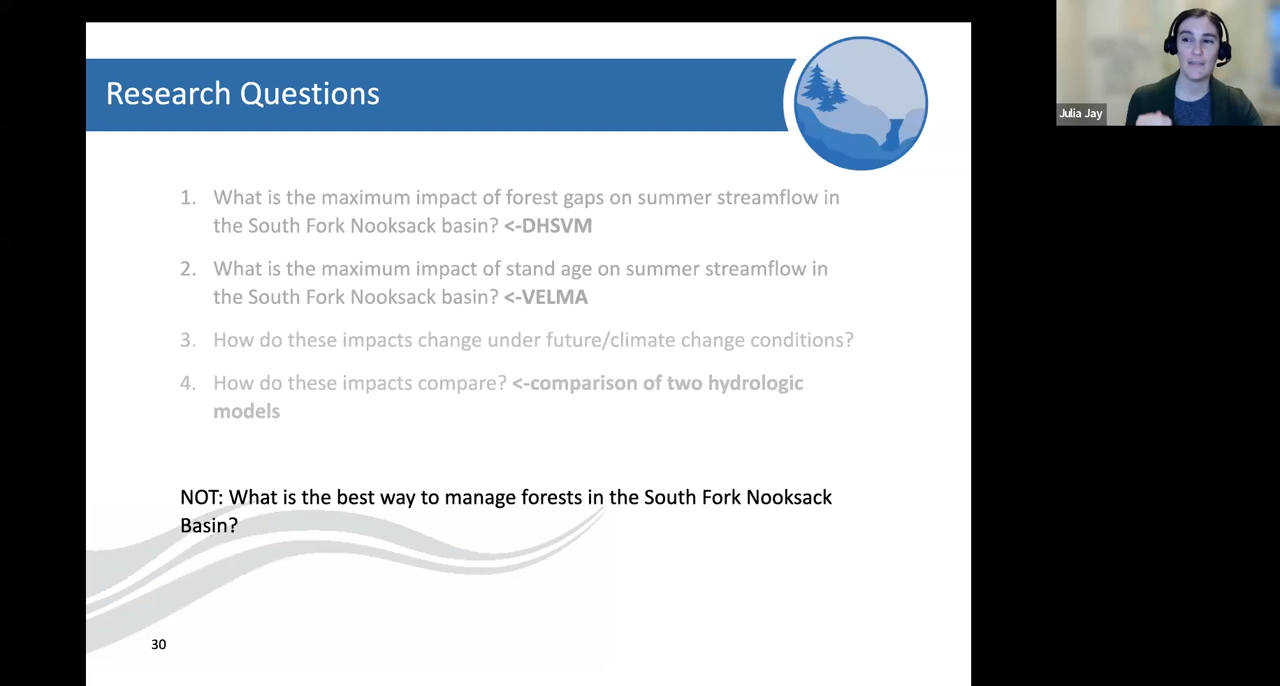 Research Questions
Julia Jay
1. What is the maximum impact of forest gaps on summer streamflow in
the South Fork Nooksack basin? <-DHSVM
2. What is the maximum impact of stand age on summer streamflow in
the South Fork Nooksack basin? <-VELMA
3. How do these impacts change under future/climate change conditions?
4. How do these impacts compare? <-comparison of two hydrologic
models
NOT: What is the best way to manage forests in the South Fork Nooksack
Basin?
30